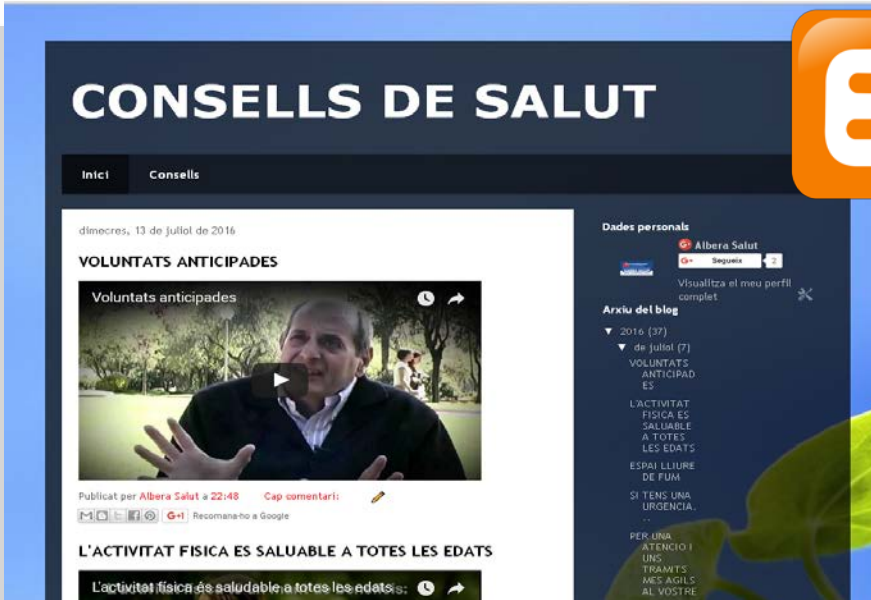 CONSELLS DE SALUT
Inici Consells
dimecres, 13 de juliol de 2016
VOLUNTATS ANTICIPADES
Voluntats anticipades
Publicat per Albera Salut a 22:48 Cap comentari:
G+1 Recomana-ho a Google
L'ACTIVITAT FISICA ES SALUABLE A TOTES LES EDATS
L'activitat física és saludable a totes les edats
Dades personals
Albera Salut
G+ Segueix 2
Visualitza el meu perfil
complet
Arxiu del blog
▼ 2016 (37)
▼ de juliol (7)
VOLUNTATS
ANTICIPAD
ES
L'ACTIVITAT
FISICA ES
SALUABLE
A TOTES
LES EDATS
ESPAI LLIURE
DE FUM
SI TENS UNA
URGENCIA.
..
PER UNA
ATENCIO I
UNS
TRAMITS
MES AGILS
AL VOSTRE